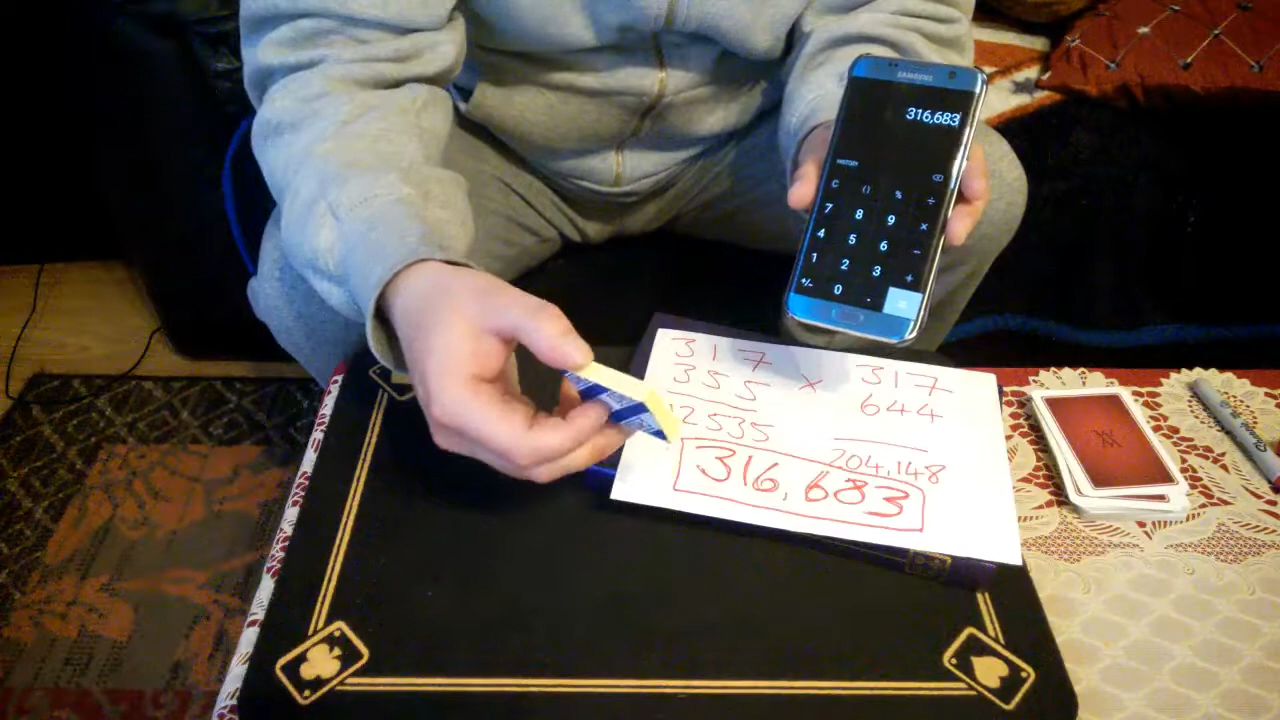 SAMSUNG
316,683
HISTORY
C () % ÷
7 8 9 ×
4 5 6 −
1 2 3 +
+/− 0 . =
317 317
355 × 644
12535 204,148
316,683